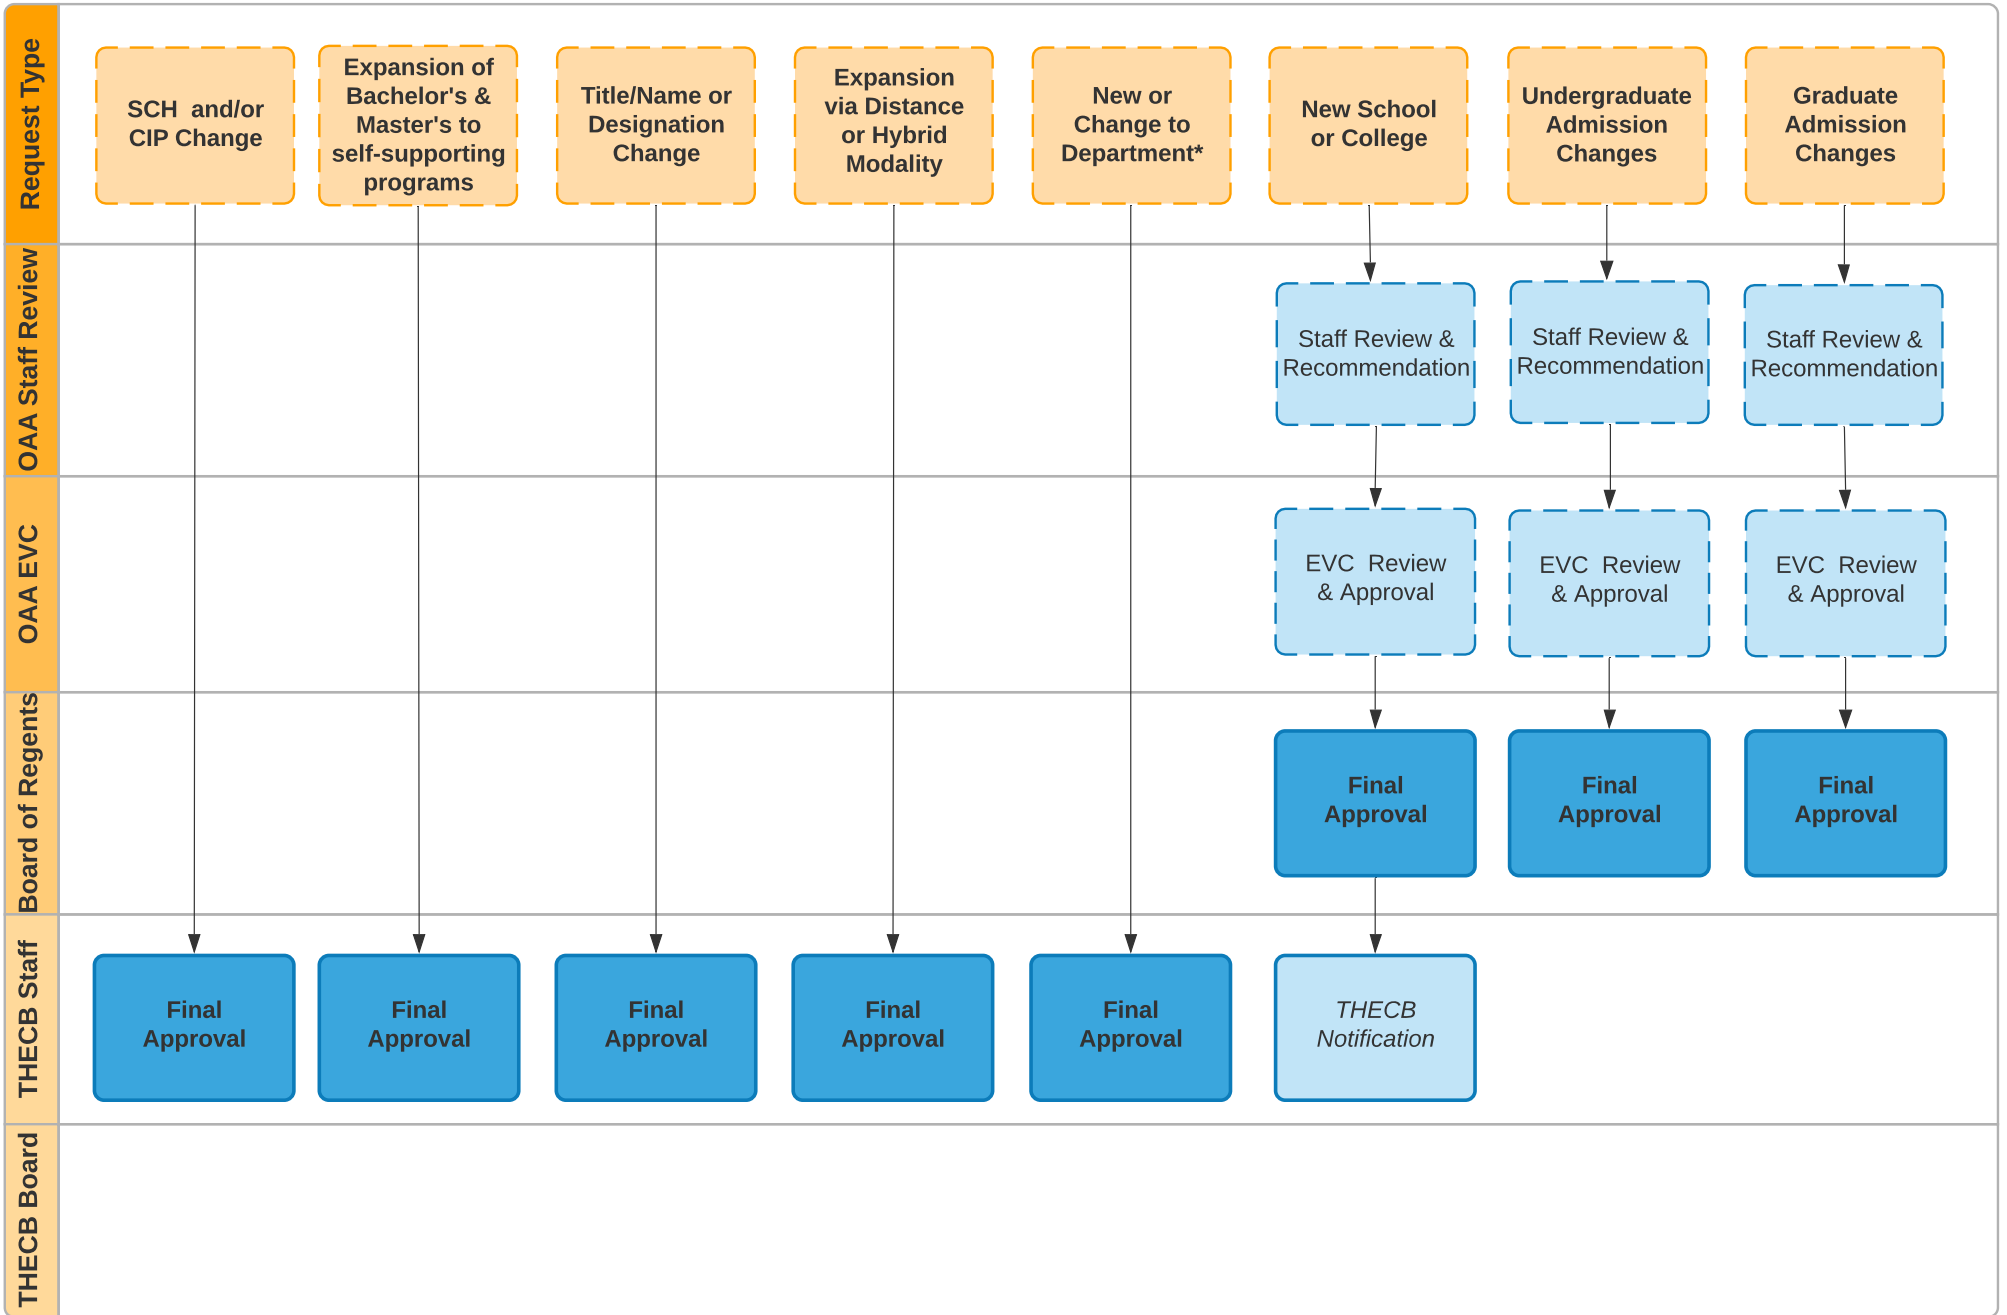 Request Type
SCH and/or
CIP Change
Expansion of
Bachelor's &
Master's to
self-supporting
programs
Title/Name or
Designation
Change
Expansion
via Distance
or Hybrid
Modality
New or
Change to
Department*
New School
or College
Undergraduate
Admission
Changes
Graduate
Admission
Changes
OAA Staff Review
Staff Review &
Recommendation
Staff Review &
Recommendation
Staff Review &
Recommendation
OAA EVC
EVC Review
& Approval
EVC Review
& Approval
EVC Review
& Approval
Board of Regents
Final
Approval
Final
Approval
Final
Approval
THECB Staff
Final
Approval
Final
Approval
Final
Approval
Final
Approval
Final
Approval
THECB
Notification
THECB Board